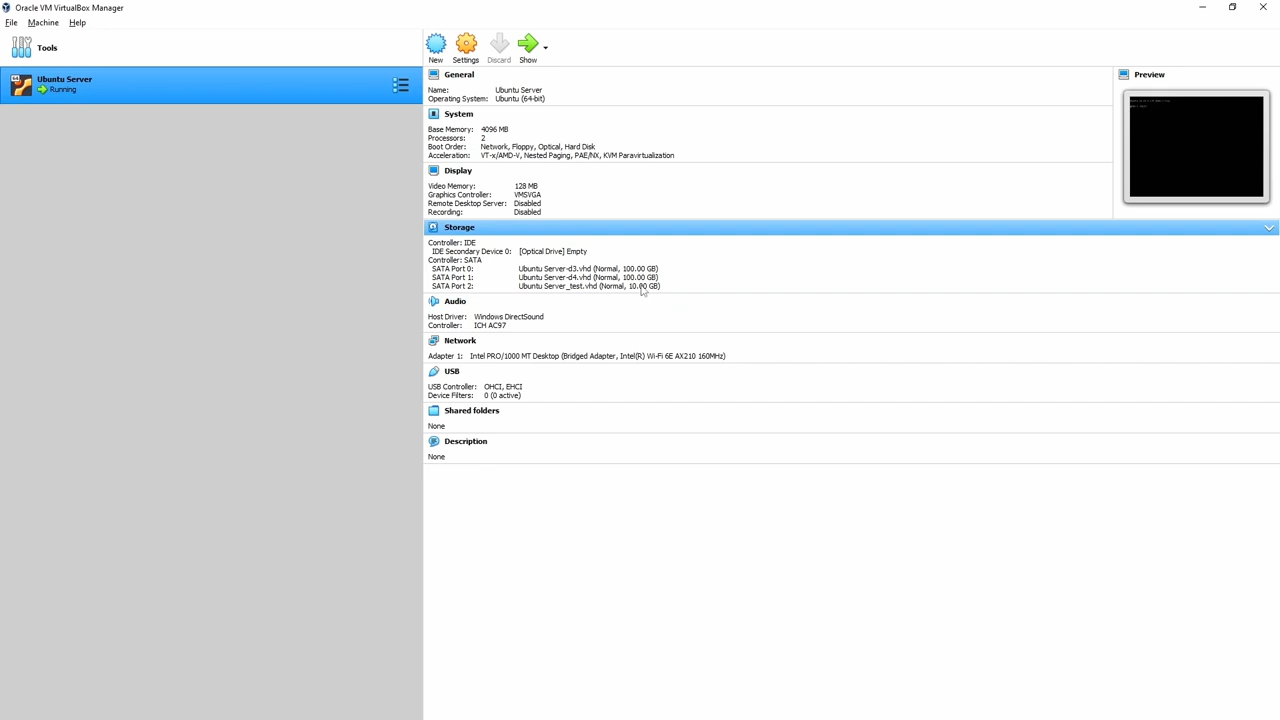 Oracle VM VirtualBox Manager
File Machine Help
Tools
Ubuntu Server
Running
New Settings Discard Show
General
Name: Ubuntu Server
Operating System: Ubuntu (64-bit)
System
Base Memory: 4096 MB
Processors: 2
Boot Order: Network, Floppy, Optical, Hard Disk
Acceleration: VT-x/AMD-V, Nested Paging, PAE/NX, KVM Paravirtualization
Display
Video Memory: 128 MB
Graphics Controller: VMSVGA
Remote Desktop Server: Disabled
Recording: Disabled
Preview
Storage
Controller: IDE
IDE Secondary Device 0: [Optical Drive] Empty
Controller: SATA
SATA Port 0: Ubuntu Server-d3.vhd (Normal, 100.00 GB)
SATA Port 1: Ubuntu Server-d4.vhd (Normal, 100.00 GB)
SATA Port 2: Ubuntu Server_test.vhd (Normal, 10.00 GB)
Audio
Host Driver: Windows DirectSound
Controller: ICH AC97
Network
Adapter 1: Intel PRO/1000 MT Desktop (Bridged Adapter, Intel(R) Wi-Fi 6E AX210 160MHz)
USB
USB Controller: OHCI, EHCI
Device Filters: 0 (0 active)
Shared folders
None
Description
None